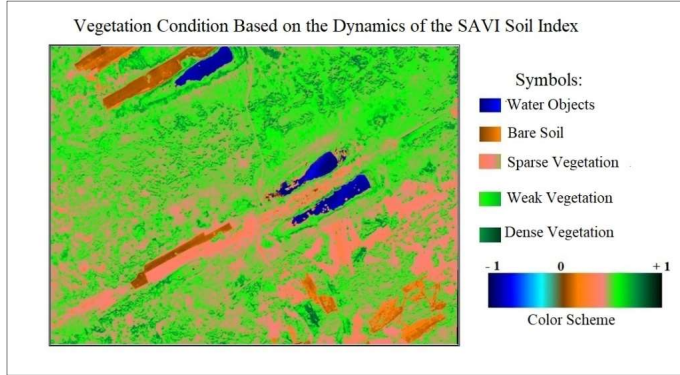 Vegetation Condition Based on the Dynamics of the SAVI Soil Index
Symbols:
Water Objects
Bare Soil
Sparse Vegetation
Weak Vegetation
Dense Vegetation
- 1 0 + 1
Color Scheme